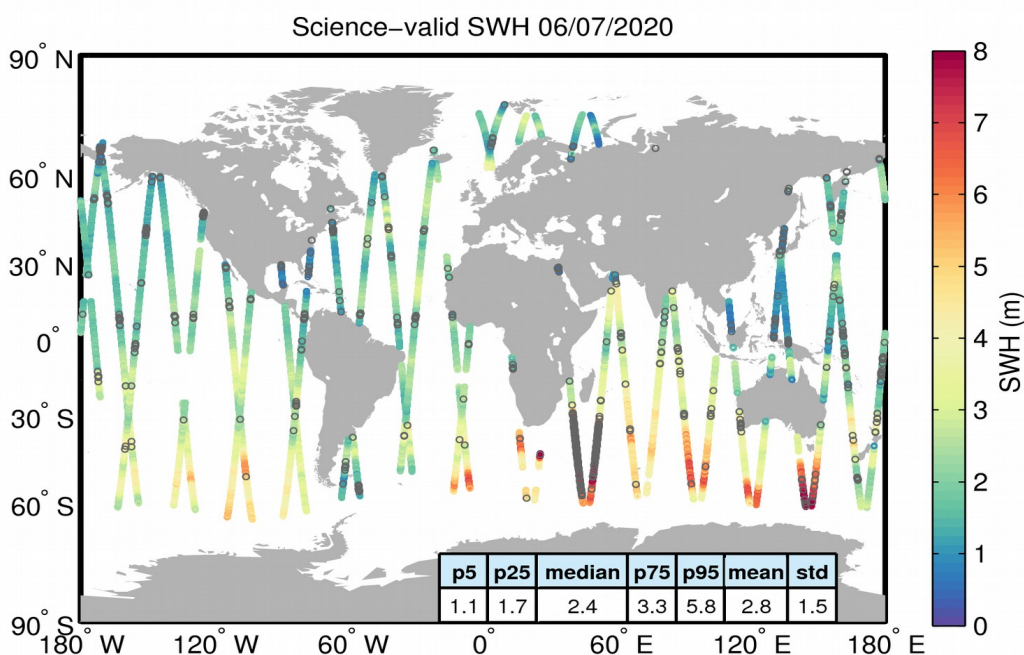 Science−valid SWH 06/07/2020
90° N
60° N
30° N
0°
30° S
60° S
90° S
180° W
120° W
60° W
0°
60° E
120° E
180° E
p5 p25 median p75 p95 mean std
1.1 1.7 2.4 3.3 5.8 2.8 1.5
8
7
6
5
4
3
2
1
0
SWH (m)